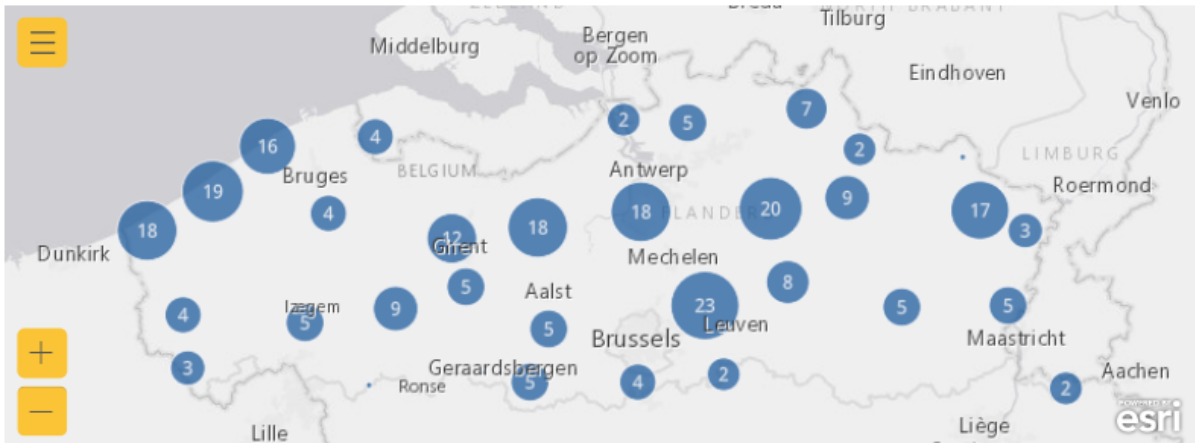 ZEELAND
Breda
NORTH BRABANT
Tilburg
Middelburg
Bergen
op Zoom
Eindhoven
Venlo
7
2
5
16
4
2
LIMBURG
Bruges
BELGIUM
Antwerp
Roermond
19
4
9
18
12
18
18
FLANDERS
20
17
3
Dunkirk
Ghent
Mechelen
8
5
Aalst
4
Izegem
5
9
5
23
Leuven
5
5
Brussels
Maastricht
3
Geraardsbergen
5
4
2
Aachen
Ronse
2
POWERED BY
esri
Lille
Liège